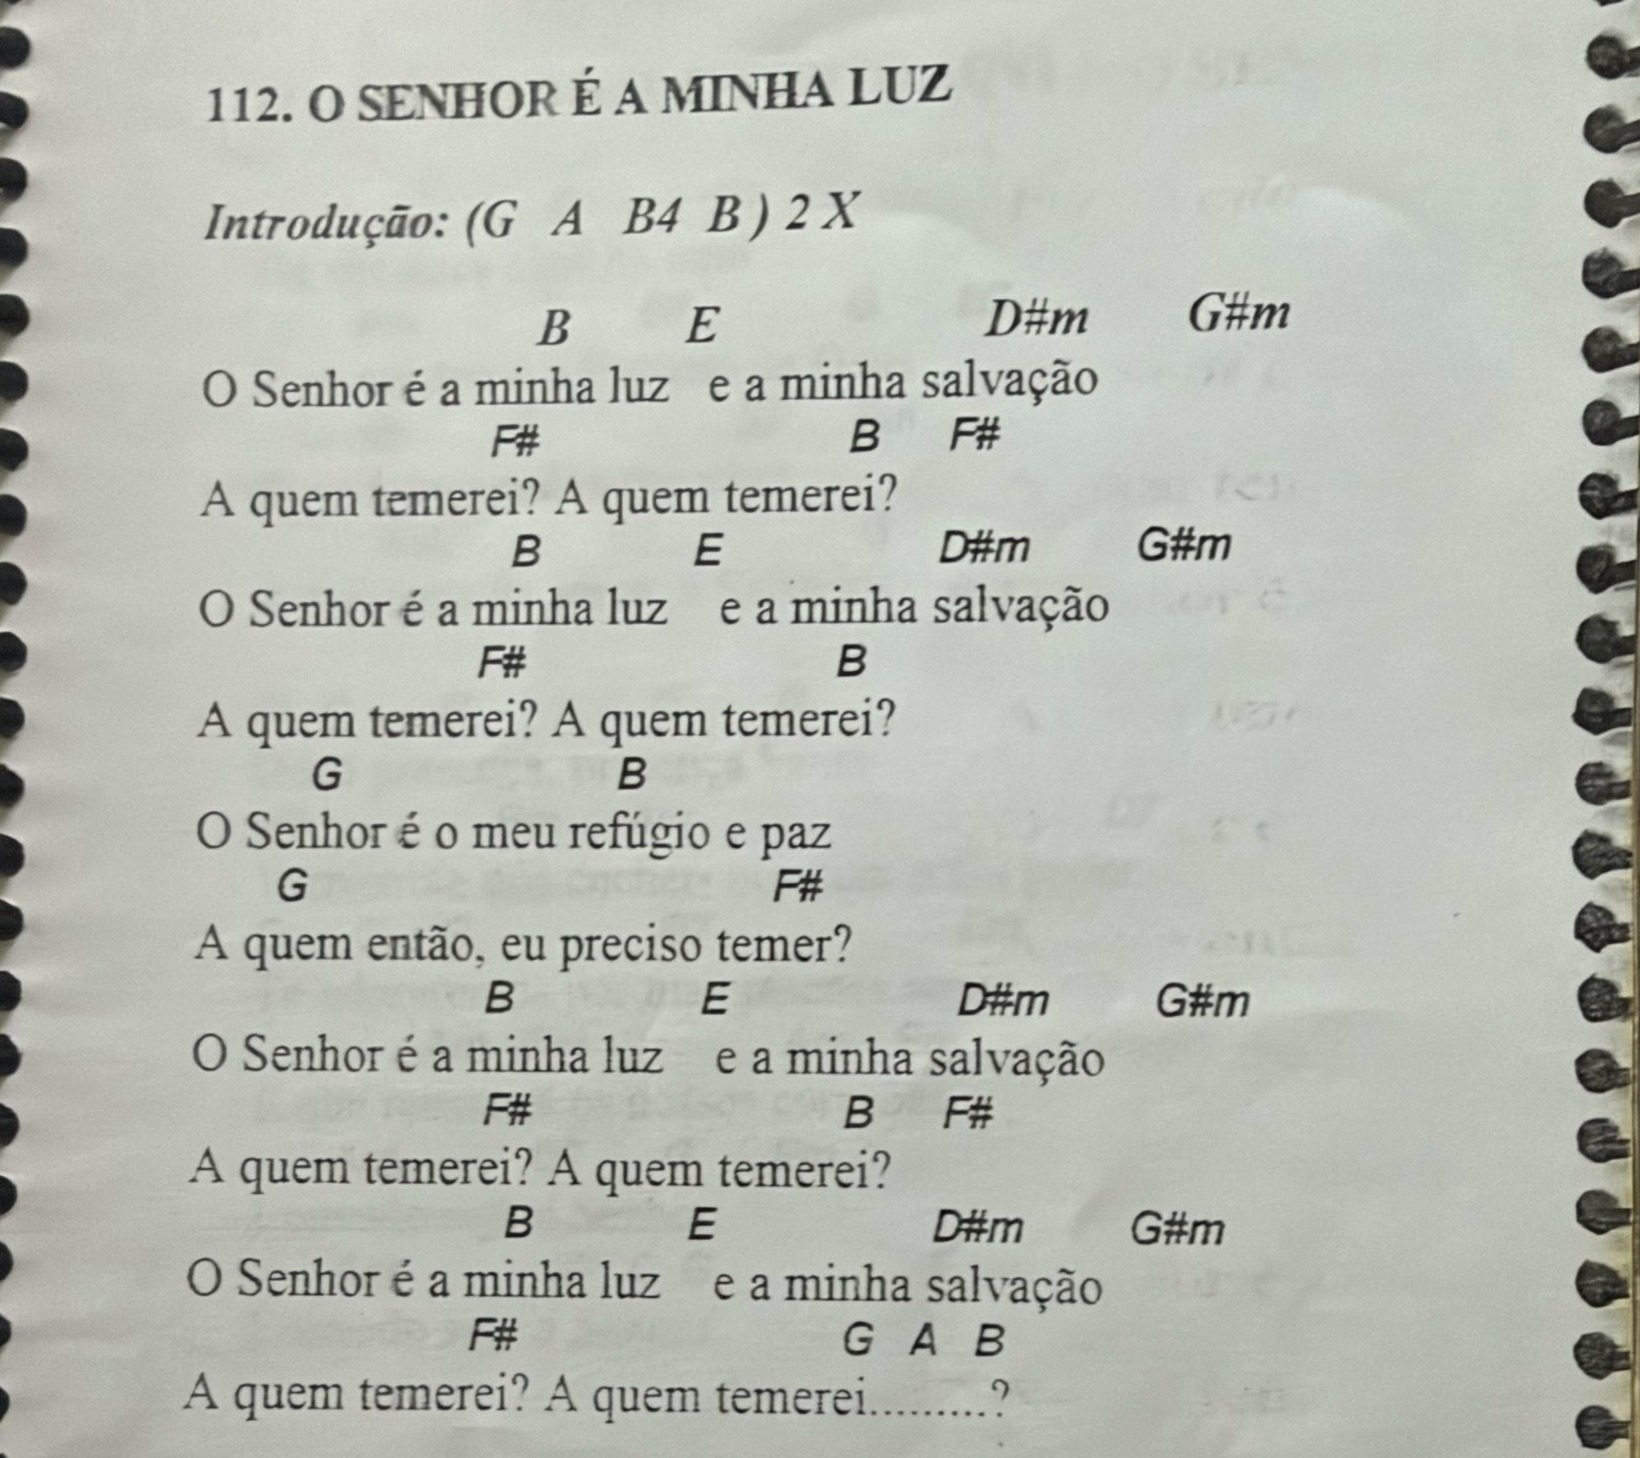 112. O SENHOR É A MINHA LUZ
Introdução: (G A B4 B ) 2 X
B E D#m G#m
O Senhor é a minha luz e a minha salvação
F# B F#
A quem temerei? A quem temerei?
B E D#m G#m
O Senhor é a minha luz e a minha salvação
F# B
A quem temerei? A quem temerei?
G B
O Senhor é o meu refúgio e paz
G F#
A quem então, eu preciso temer?
B E D#m G#m
O Senhor é a minha luz e a minha salvação
F# B F#
A quem temerei? A quem temerei?
B E D#m G#m
O Senhor é a minha luz e a minha salvação
F# G A B
A quem temerei? A quem temerei.........?